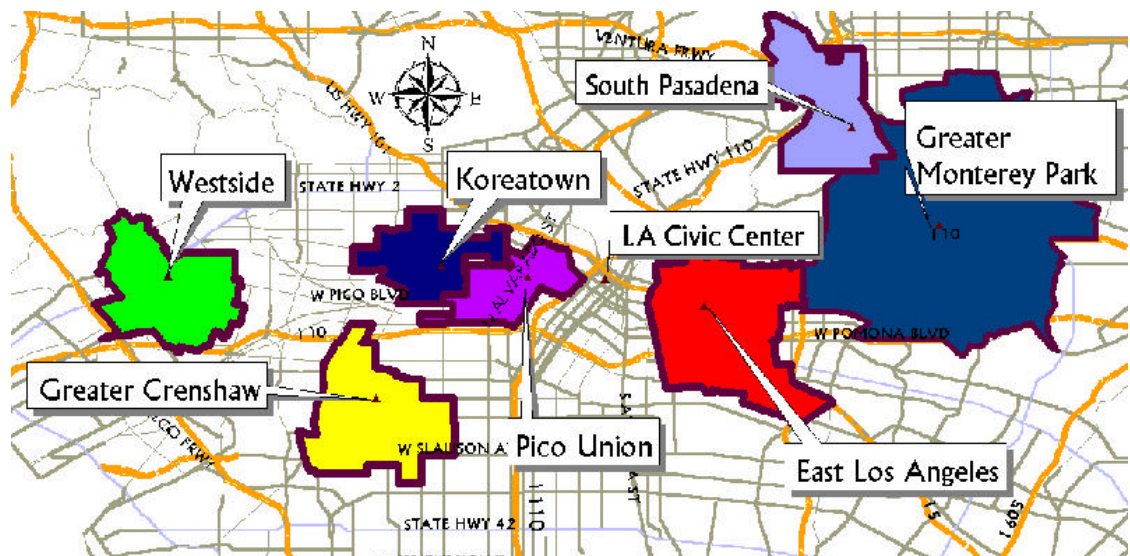 VENTURA FRWY
South Pasadena
N
W E
S
US HWY 101
STATE HWY 110
Greater
Monterey Park
Westside
STATE HWY 2
Koreatown
LA Civic Center
110
W PICO BLVD
110
W POMONA BLVD
Greater Crenshaw
W SLAUSON A
Pico Union
East Los Angeles
STATE HWY 42
I 110
I 5
I 605